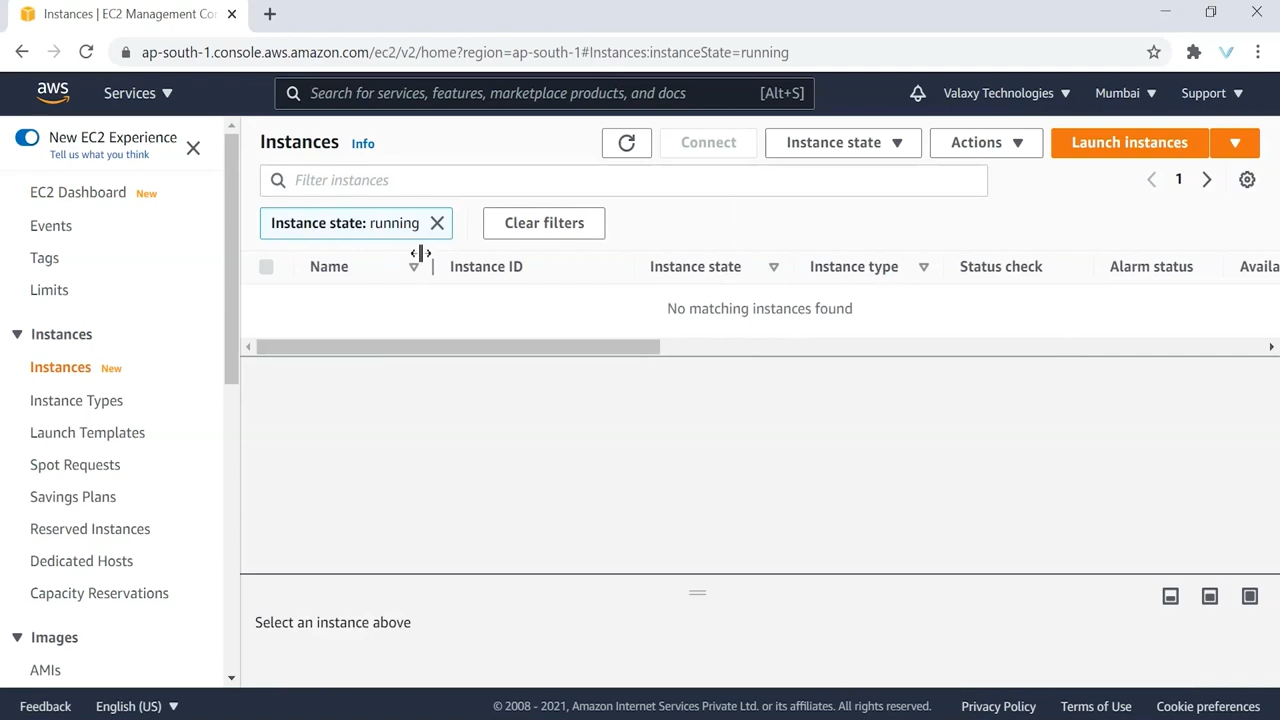 Instances | EC2 Management Co
ap-south-1.console.aws.amazon.com/ec2/v2/home?region=ap-south-1#Instances:instanceState=running
aws
Services
Search for services, features, marketplace products, and docs
[Alt+S]
Valaxy Technologies
Mumbai
Support
New EC2 Experience
Tell us what you think
EC2 Dashboard New
Events
Tags
Limits
Instances
Instances New
Instance Types
Launch Templates
Spot Requests
Savings Plans
Reserved Instances
Dedicated Hosts
Capacity Reservations
Images
AMIs
Instances Info
Connect
Instance state
Actions
Launch instances
Filter instances
1
Instance state: running
Clear filters
Name
Instance ID
Instance state
Instance type
Status check
Alarm status
Availa
No matching instances found
Select an instance above
Feedback
English (US)
© 2008 - 2021, Amazon Internet Services Private Ltd. or its affiliates. All rights reserved.
Privacy Policy
Terms of Use
Cookie preferences